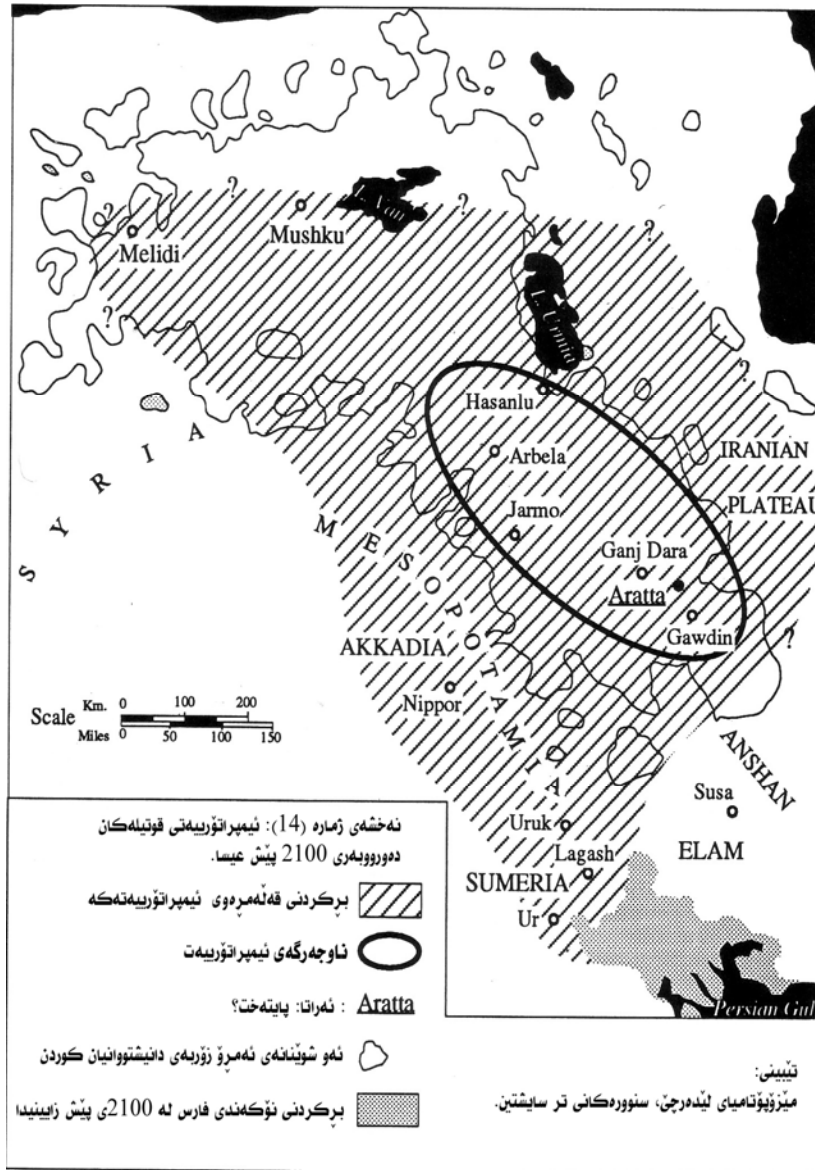 ?
?
?
?
L. Van
Mushku
Melidi
?
L. Urmia
?
Hasanlu
Arbela
IRANIAN
PLATEAU
SYRIA
MESOPOTAMIA
Jarmo
Ganj Dara
Aratta
Gawdin
?
AKKADIA
Nippor
Scale
Km. 0 100 200
Miles 0 50 100 150
ANSHAN
Susa
Uruk
ELAM
Lagash
SUMERIA
Ur
Persian Gul
نەخشەی ژمارە (14): ئیمپراتۆرییەتی قوتیلەکان
دەورووبەری 2100 پێش عیسا.
بڕکردنی قەڵەمڕەوی ئیمپراتۆرییەتەکە
ناوجەرگەی ئیمپراتۆرییەت
Aratta : ئەراتا: پایتەخت؟
ئەو شوێنانەی ئەمڕۆ زۆربەی دانیشتووانیان کوردن
بڕکردنی نۆکەندی فارس لە 2100ی پێش زایینیدا
تێبینی:
مێزۆپۆتامیای لێدەرچێ، سنوورەکانی تر سایشتین.